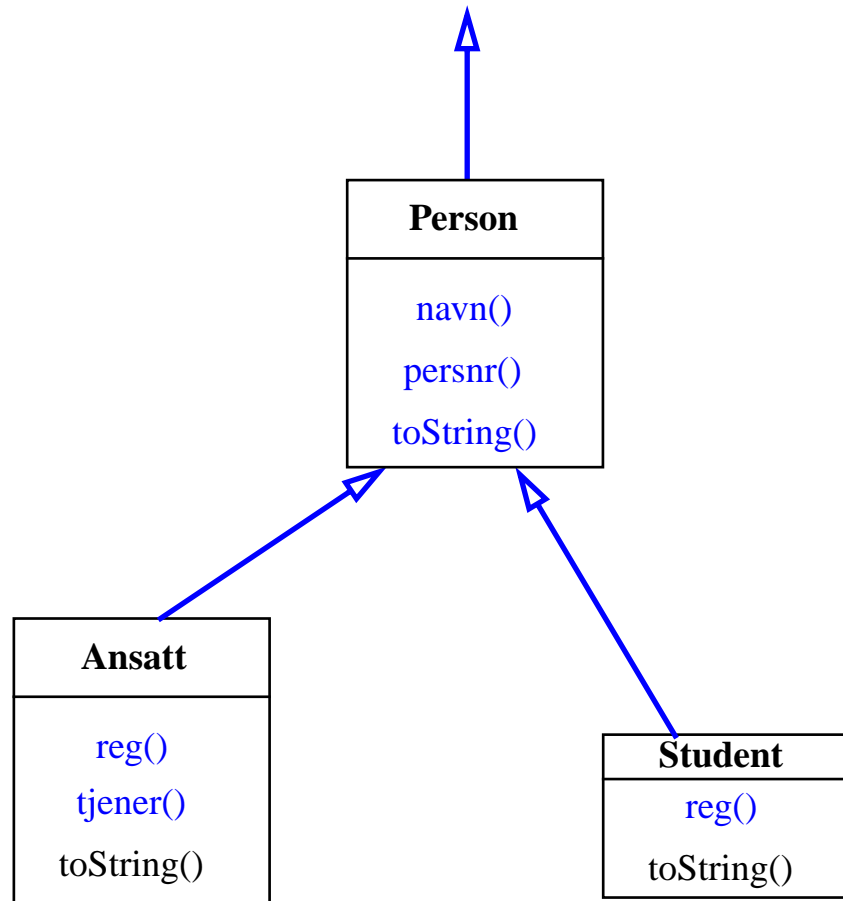 Person
navn()
persnr()
toString()
Ansatt
reg()
tjener()
toString()
Student
reg()
toString()